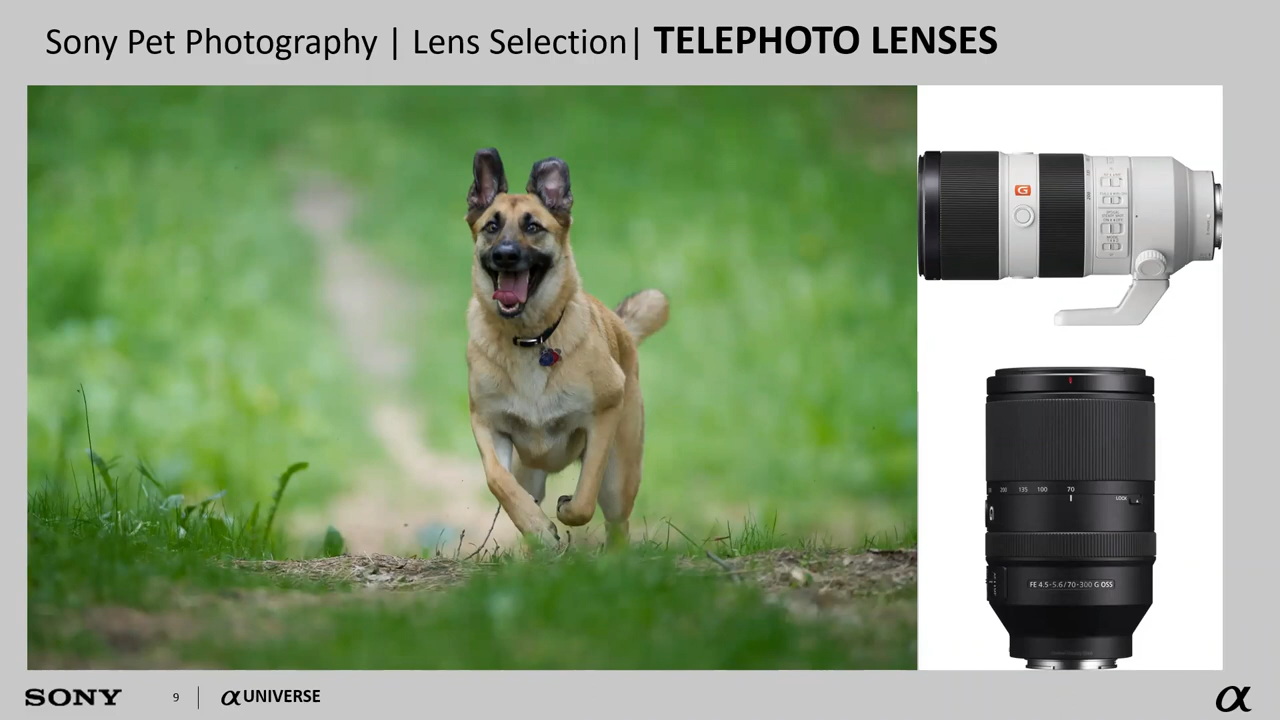 Sony Pet Photography | Lens Selection| TELEPHOTO LENSES
G
200 135 100 70
LOCK
FE 4.5-5.6/70-300 G OSS
SONY 9 α UNIVERSE
α